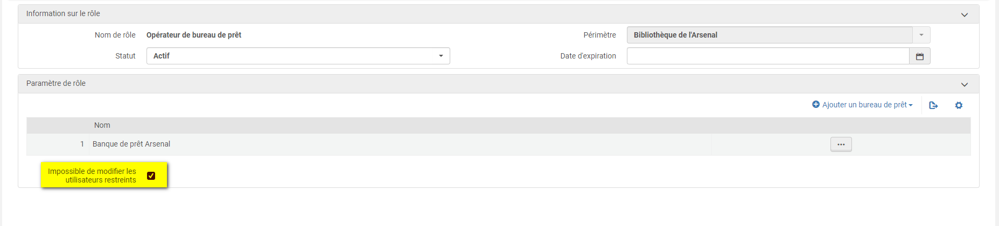 Information sur le rôle
Nom de rôle Opérateur de bureau de prêt Périmètre Bibliothèque de l'Arsenal
Statut Actif Date d'expiration
Paramètre de rôle
Ajouter un bureau de prêt
Nom
1 Banque de prêt Arsenal
Impossible de modifier les
utilisateurs restreints